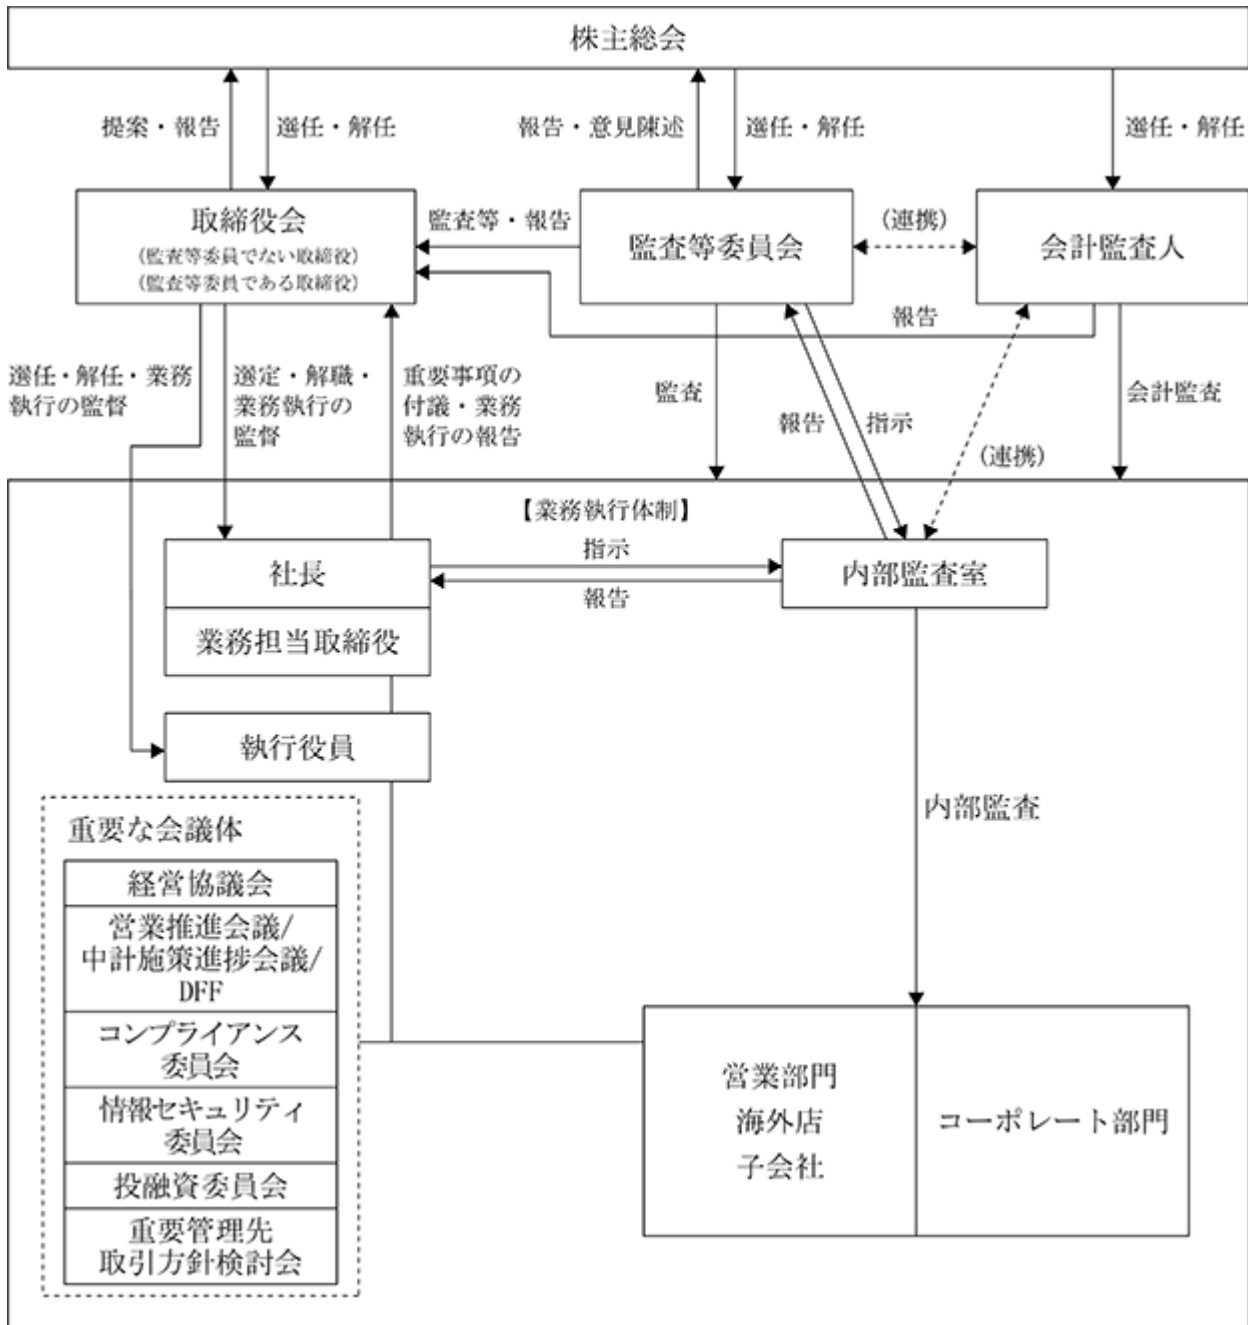 株主総会
提案・報告
選任・解任
報告・意見陳述
選任・解任
選任・解任
取締役会
(監査等委員でない取締役)
(監査等委員である取締役)
監査等・報告
監査等委員会
(連携)
会計監査人
報告
選任・解任・業務
執行の監督
選定・解職・
業務執行の
監督
重要事項の
付議・業務
執行の報告
監査
報告
指示
(連携)
会計監査
【業務執行体制】
社長
業務担当取締役
指示
報告
内部監査室
執行役員
内部監査
重要な会議体
経営協議会
営業推進会議/
中計施策進捗会議/
DFF
コンプライアンス
委員会
情報セキュリティ
委員会
投融資委員会
重要管理先
取引方針検討会
営業部門
海外店
子会社
コーポレート部門